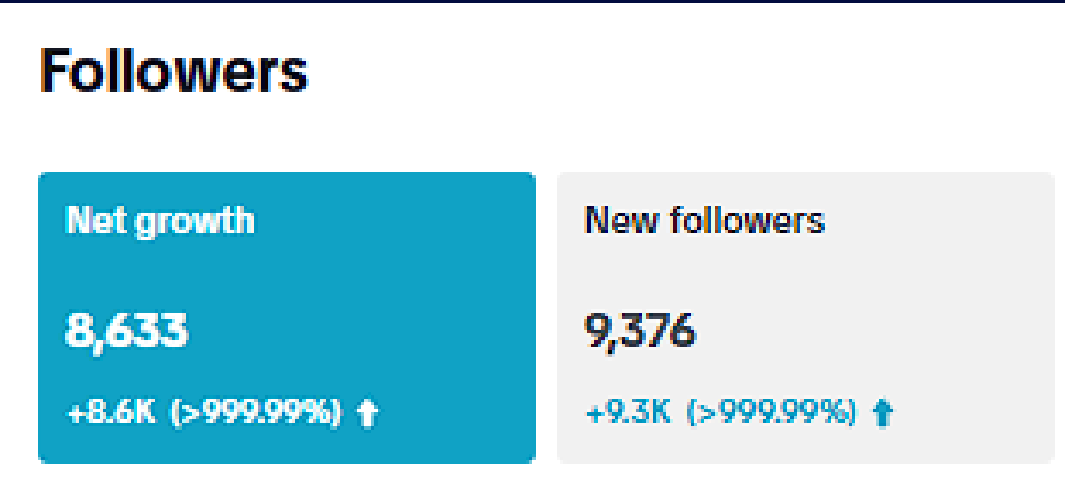 Followers
Net growth
8,633
+8.6K (>999.99%) ↑
New followers
9,376
+9.3K (>999.99%) ↑